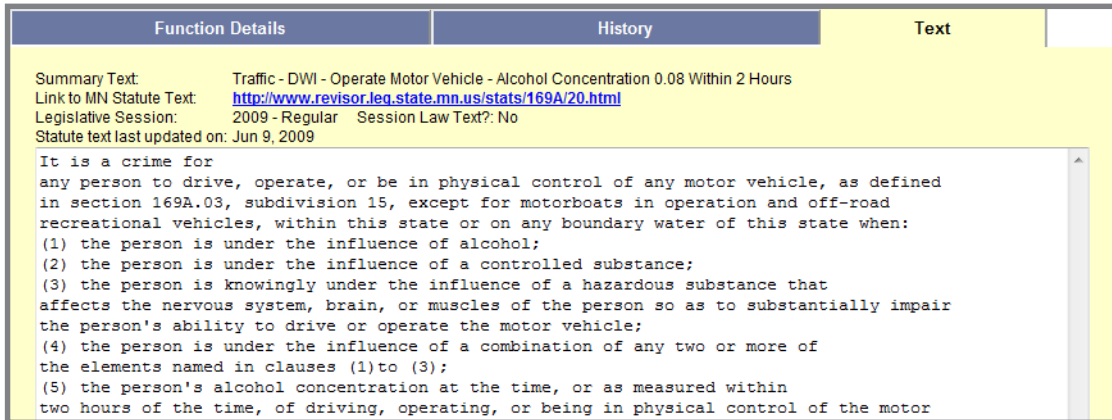 Function Details
History
Text
Summary Text: Traffic - DWI - Operate Motor Vehicle - Alcohol Concentration 0.08 Within 2 Hours
Link to MN Statute Text: http://www.revisor.leg.state.mn.us/stats/169A/20.html
Legislative Session: 2009 - Regular Session Law Text?: No
Statute text last updated on: Jun 9, 2009
It is a crime for
any person to drive, operate, or be in physical control of any motor vehicle, as defined
in section 169A.03, subdivision 15, except for motorboats in operation and off-road
recreational vehicles, within this state or on any boundary water of this state when:
(1) the person is under the influence of alcohol;
(2) the person is under the influence of a controlled substance;
(3) the person is knowingly under the influence of a hazardous substance that
affects the nervous system, brain, or muscles of the person so as to substantially impair
the person's ability to drive or operate the motor vehicle;
(4) the person is under the influence of a combination of any two or more of
the elements named in clauses (1)to (3);
(5) the person's alcohol concentration at the time, or as measured within
two hours of the time, of driving, operating, or being in physical control of the motor